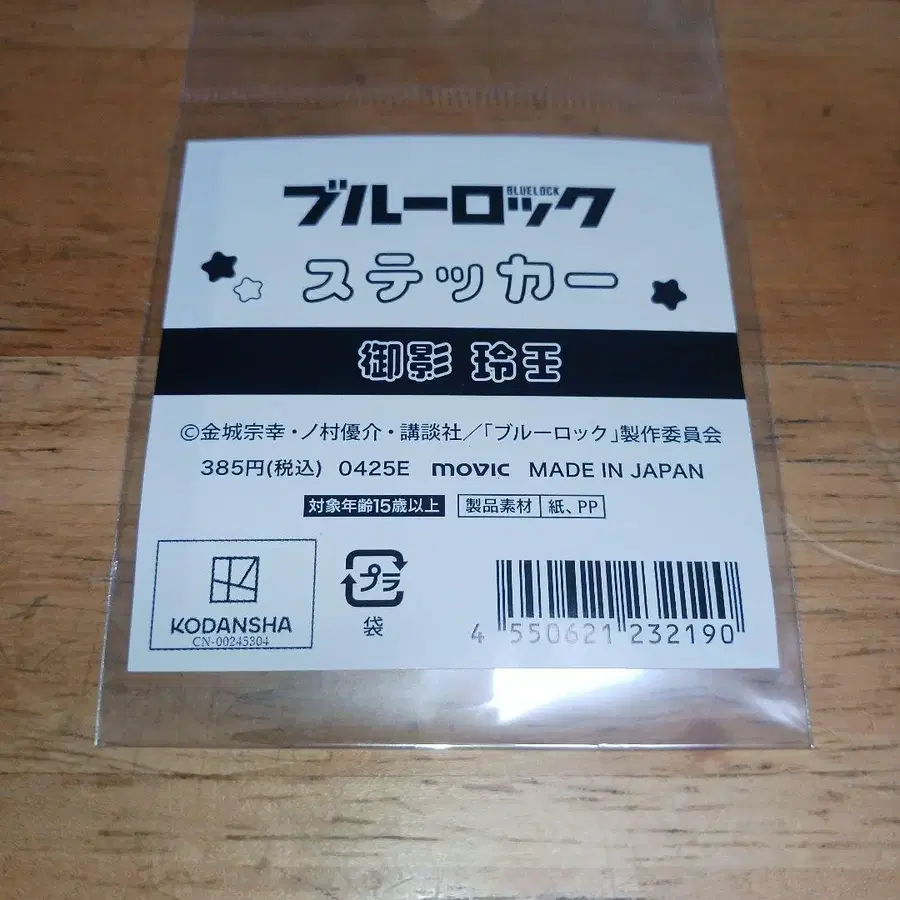 ブルーロック
BLUELOCK
ステッカー
御影 玲王
©金城宗幸・ノ村優介・講談社/「ブルーロック」製作委員会
385円(税込) 0425E movic MADE IN JAPAN
対象年齢15歳以上 製品素材 紙、PP
KODANSHA
CN-00245304
プラ
袋
4 550621 232190